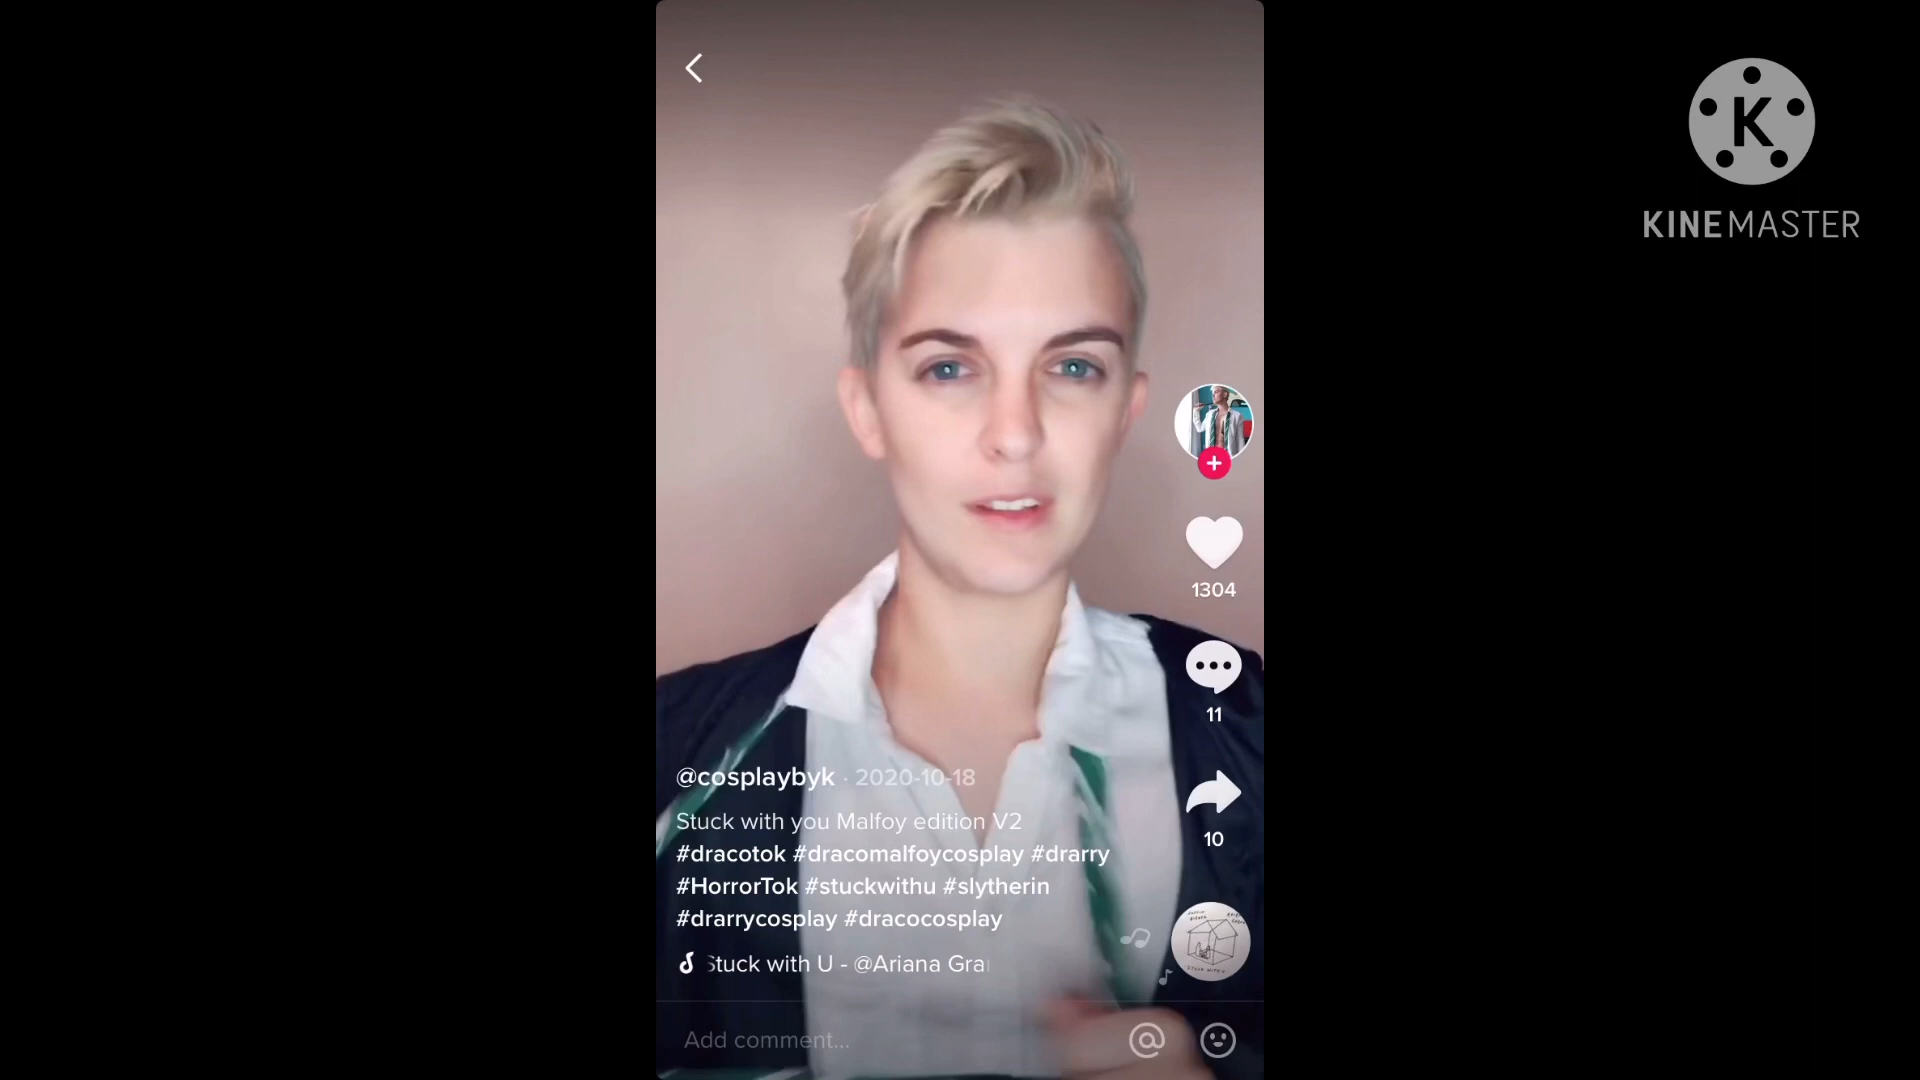 K
KINEMASTER
1304
11
10
@cosplaybyk · 2020-10-18
Stuck with you Malfoy edition V2
#dracotok #dracomalfoycosplay #drarry
#HorrorTok #stuckwithu #slytherin
#drarrycosplay #dracocosplay
Stuck with U - @Ariana Gra
Add comment...